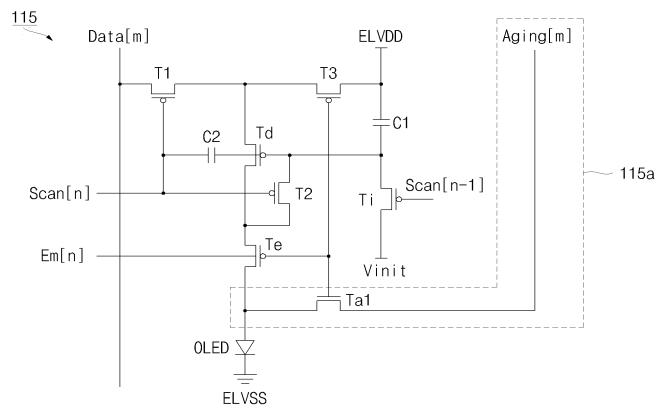 115
Data[m]
ELVDD
Aging[m]
T1
T3
C2
Td
C1
115a
Scan[n]
T2
Ti
Scan[n-1]
Em[n]
Te
Vinit
Ta1
OLED
ELVSS